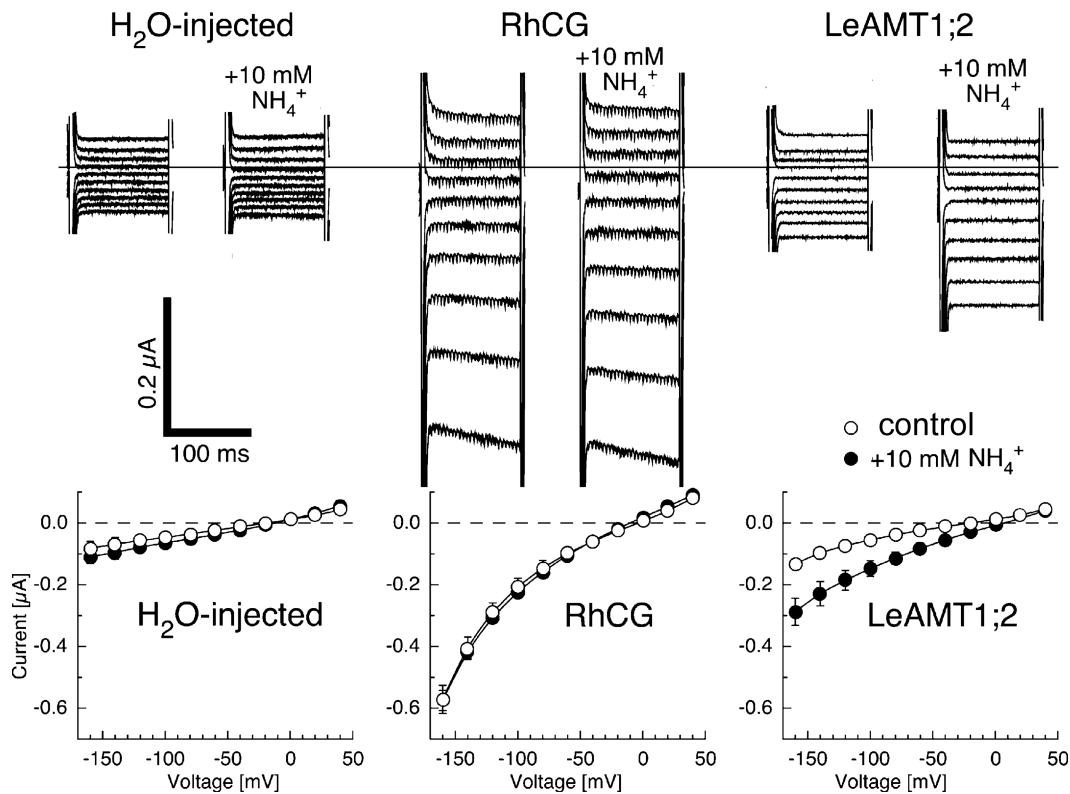 H₂O-injected
RhCG
LeAMT1;2
+10 mM
NH₄⁺
+10 mM
NH₄⁺
+10 mM
NH₄⁺
0.2 µA
100 ms
control
+10 mM NH₄⁺
Current [µA]
0.0
-0.2
-0.4
-0.6
H₂O-injected
-150 -100 -50 0 50
Voltage [mV]
0.0
-0.2
-0.4
-0.6
RhCG
-150 -100 -50 0 50
Voltage [mV]
0.0
-0.2
-0.4
-0.6
LeAMT1;2
-150 -100 -50 0 50
Voltage [mV]